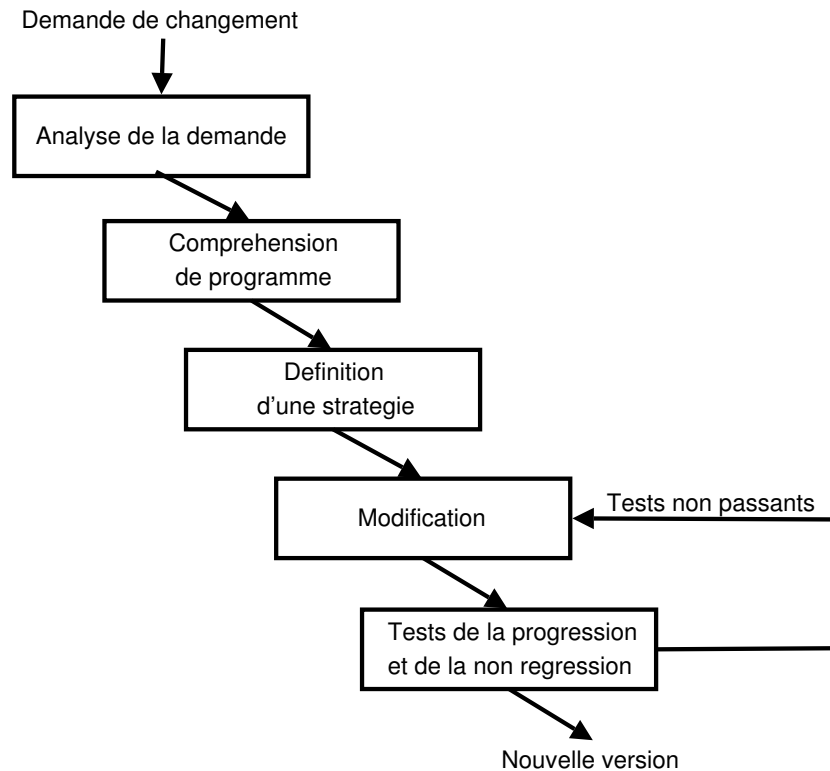 Demande de changement
Analyse de la demande
Comprehension
de programme
Definition
d'une strategie
Modification
Tests non passants
Tests de la progression
et de la non regression
Nouvelle version